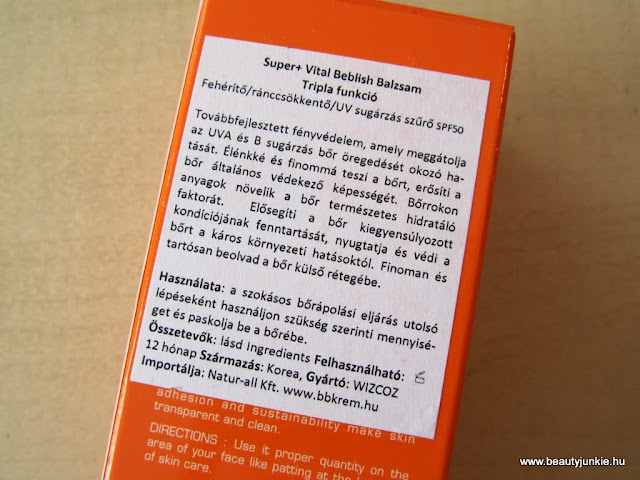 Super+ Vital Beblish Balzsam
Tripla funkció
Fehérítő/ránccsökkentő/UV sugárzás szűrő SPF50
Továbbfejlesztett fényvédelem, amely meggátolja
az UVA és B sugárzás bőr öregedését okozó ha-
tását. Élénkké és finommá teszi a bőrt, erősíti a
bőr általános védekező képességét. Bőrrokon
anyagok növelik a bőr természetes hidratáló
faktorát. Elősegíti a bőr kiegyensúlyozott
kondíciójának fenntartását, nyugtatja és védi a
bőrt a káros környezeti hatásoktól. Finoman és
tartósan beolvad a bőr külső rétegébe.
Használata: a szokásos bőrápolási eljárás utolsó
lépéseként használjon szükség szerinti mennyisé-
get és paskolja be a bőrébe.
Összetevők: lásd Ingredients Felhasználható:
12 hónap Származás: Korea, Gyártó: WIZCOZ
Importálja: Natur-all Kft. www.bbkrem.hu
adhesion and sustainability make skin
transparent and clean.
DIRECTIONS : Use it proper quantity on the
area of your face like patting at the
of skin care.
www.beautyjunkie.hu